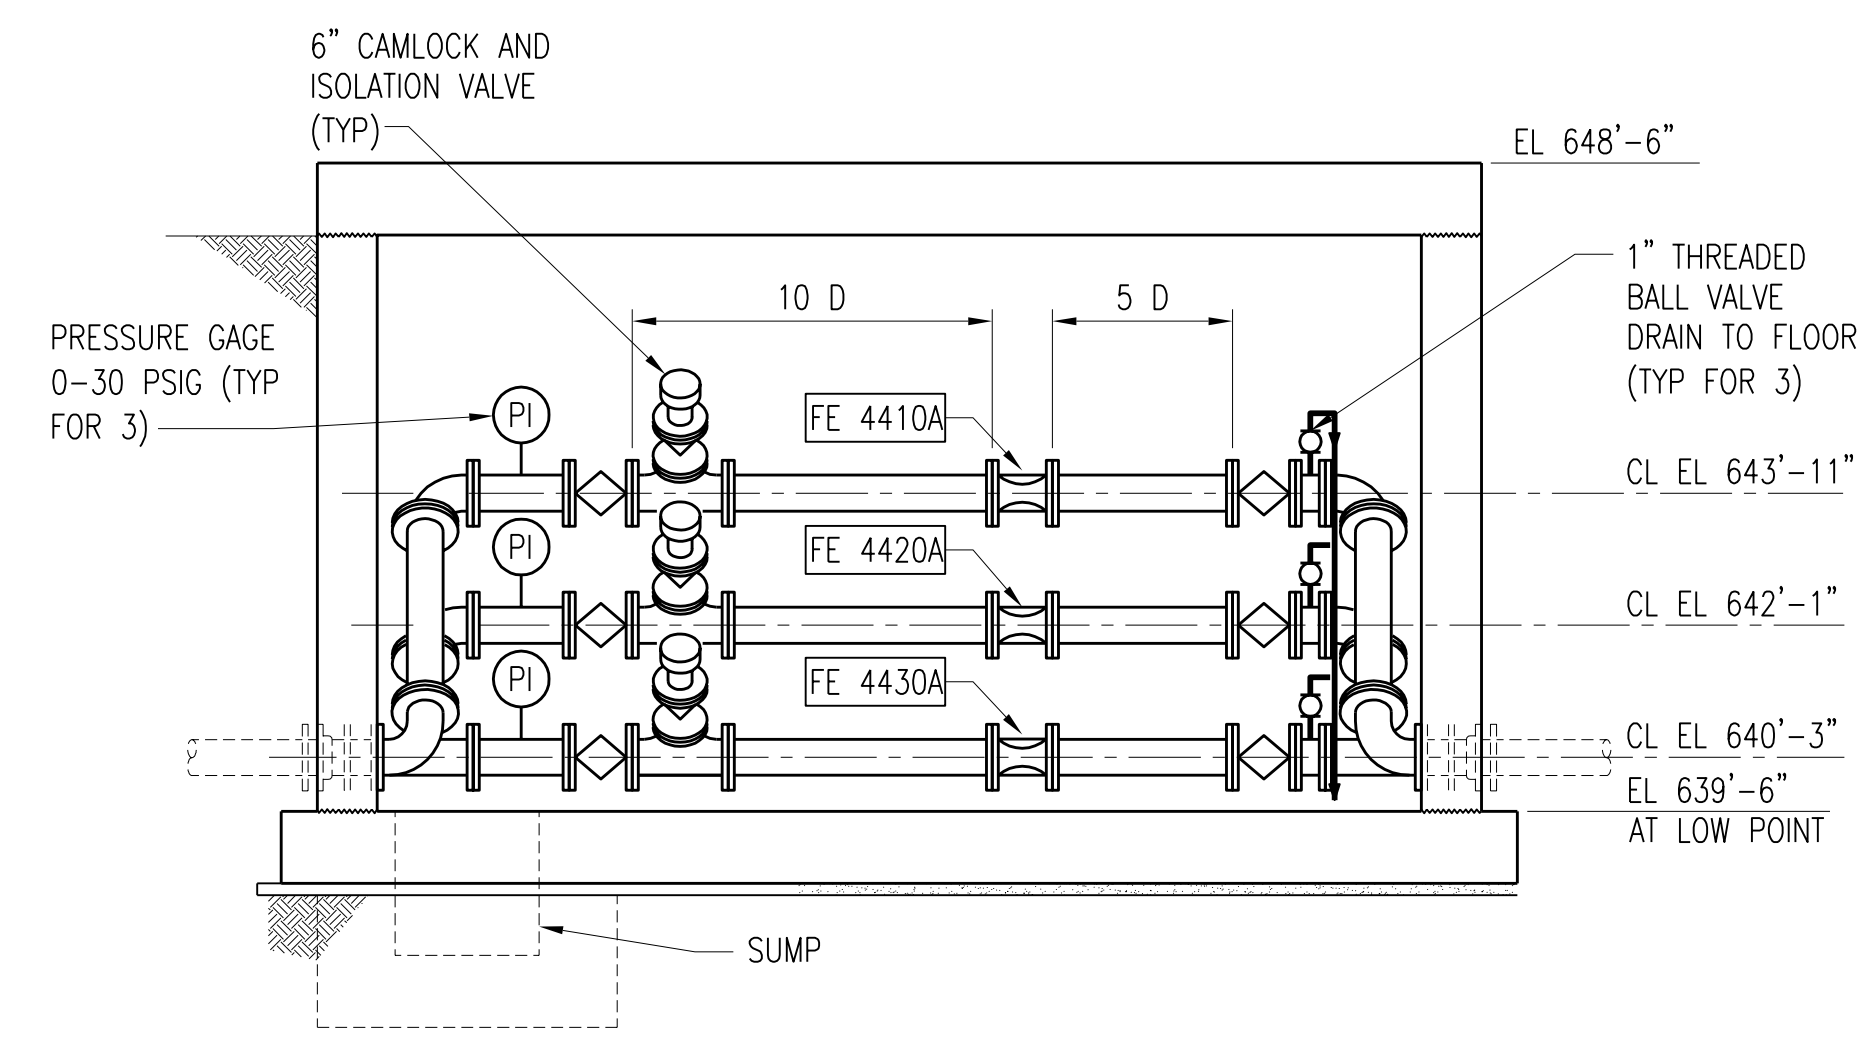 6” CAMLOCK AND
ISOLATION VALVE
(TYP)
EL 648’-6”
1” THREADED
BALL VALVE
DRAIN TO FLOOR
(TYP FOR 3)
10 D
5 D
PRESSURE GAGE
0-30 PSIG (TYP
FOR 3)
PI
FE 4410A
CL EL 643’-11”
PI
FE 4420A
CL EL 642’-1”
PI
FE 4430A
CL EL 640’-3”
EL 639’-6”
AT LOW POINT
SUMP